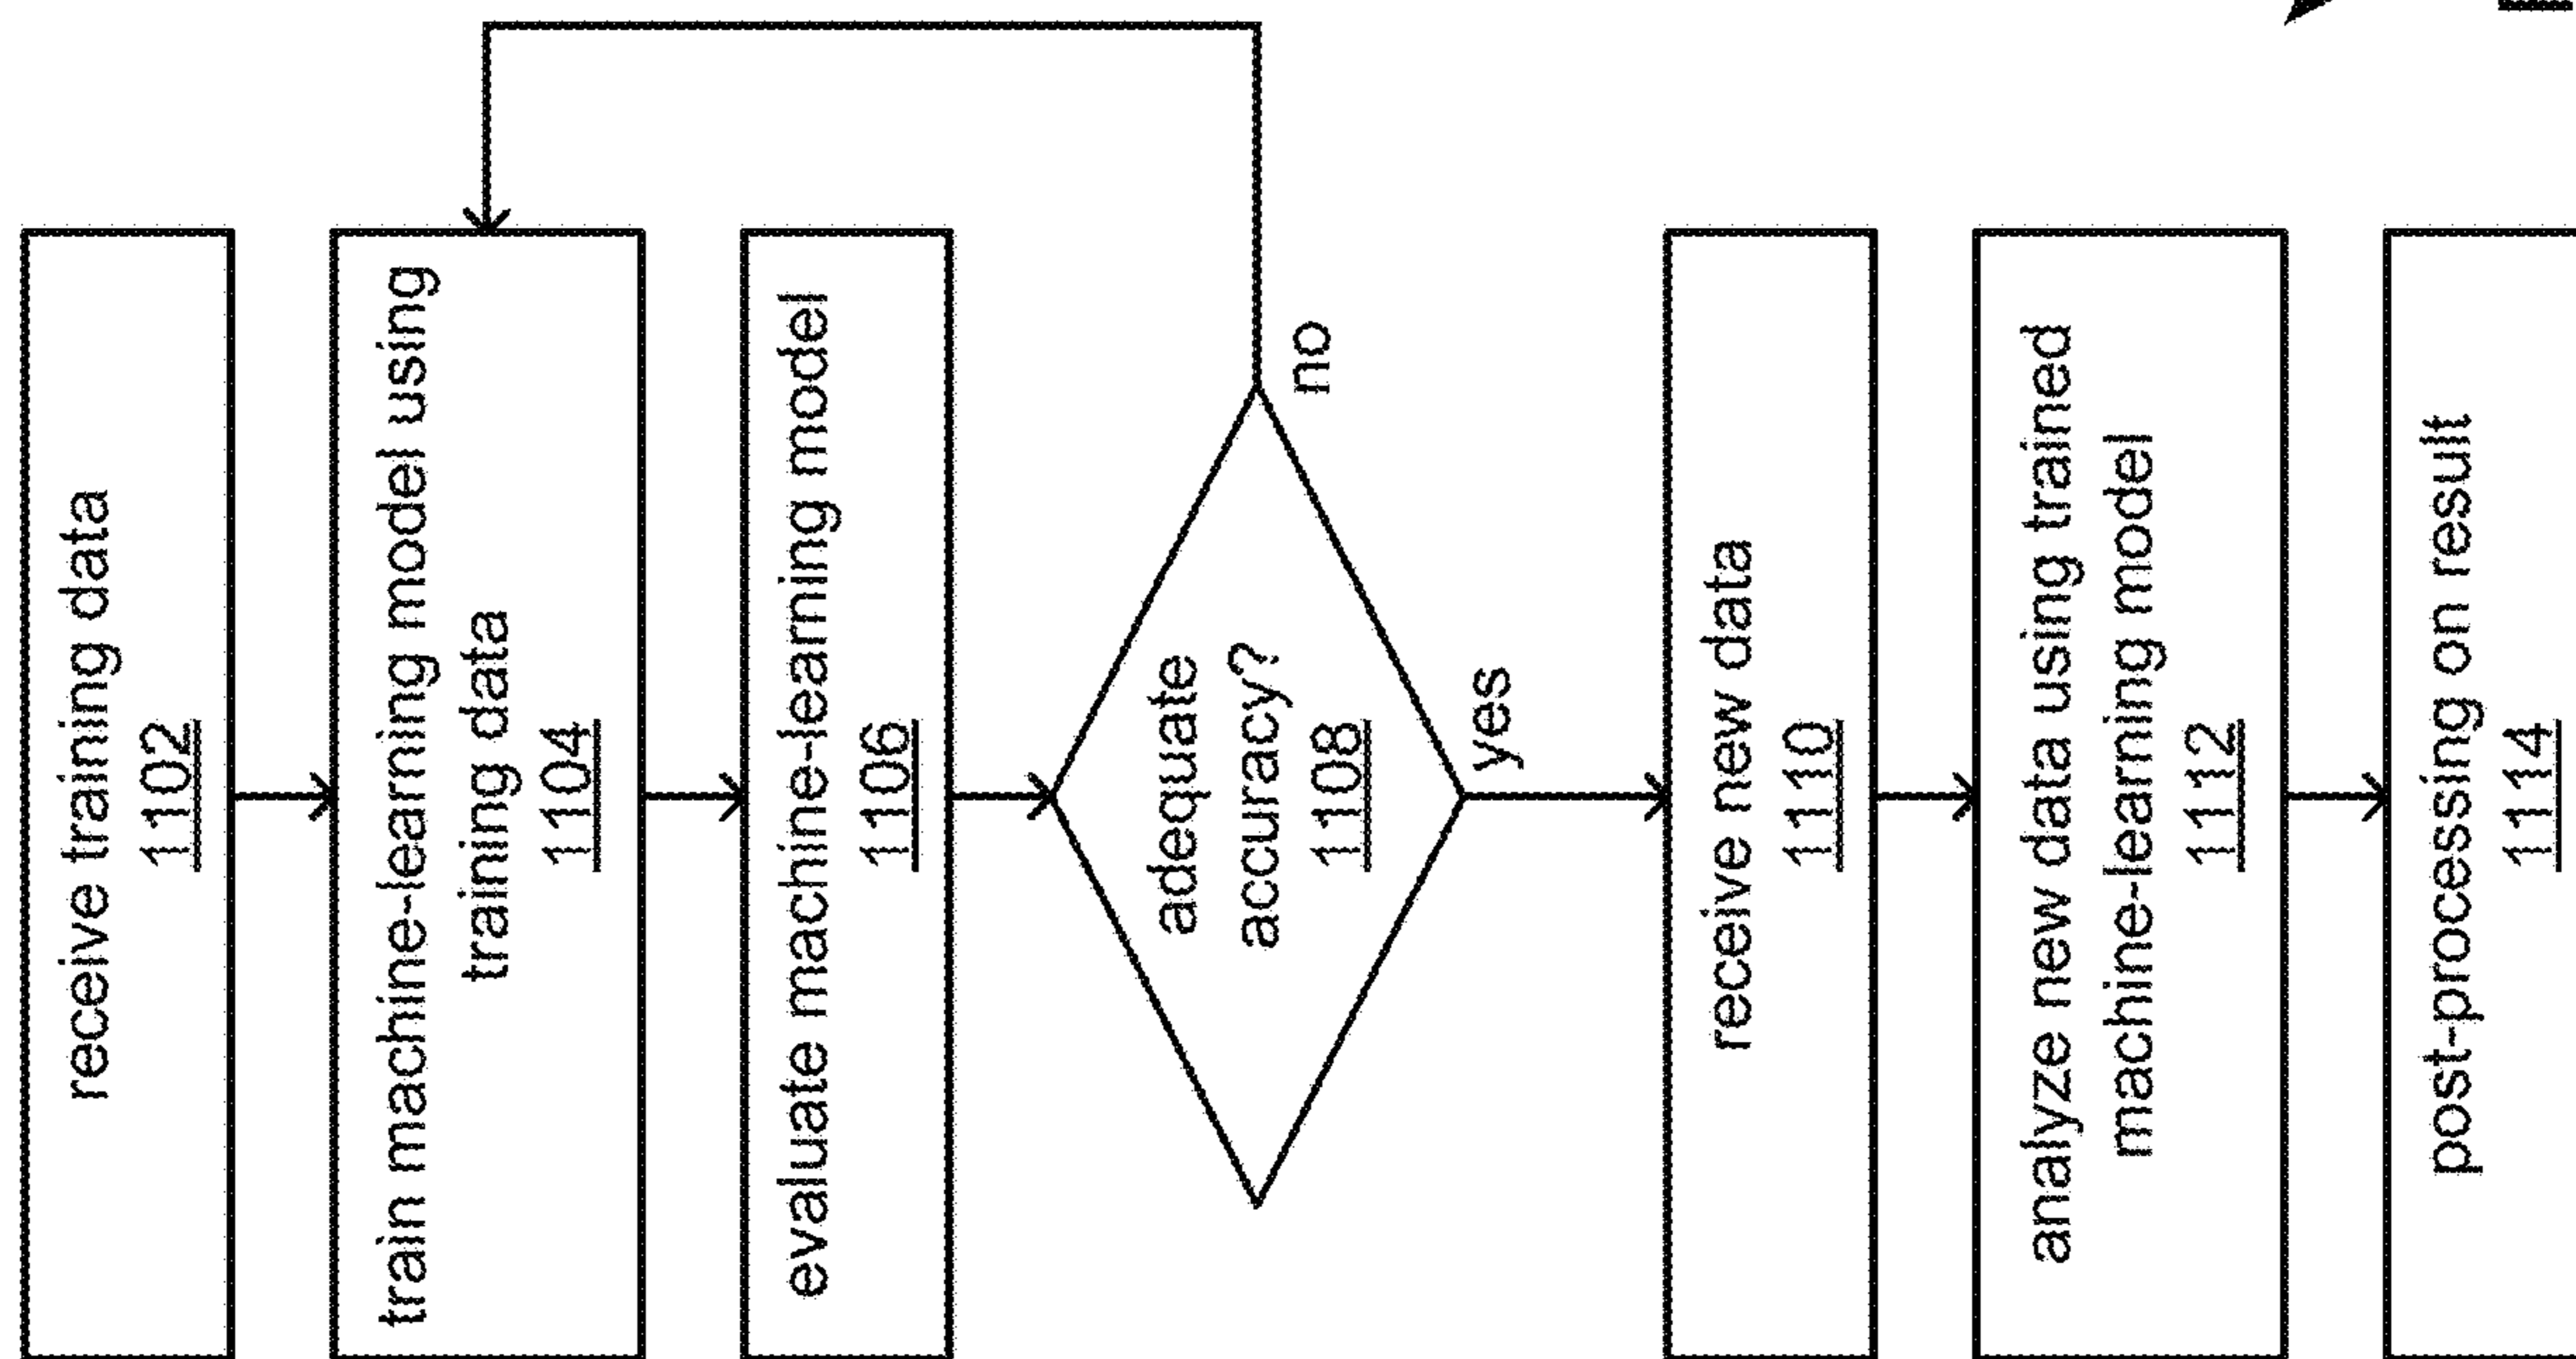 receive training data
1102
train machine-learning model using
training data
1104
evaluate machine-learning model
1106
adequate
accuracy?
1108
no
yes
receive new data
1110
analyze new data using trained
machine-learning model
1112
post-processing on result
1114